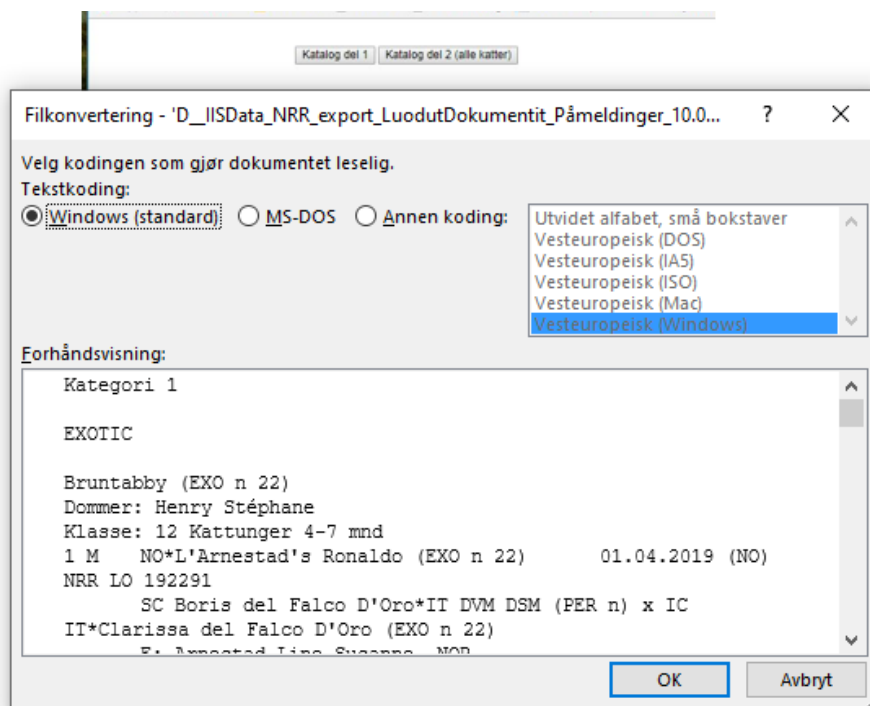 Katalog del 1 Katalog del 2 (alle katter)
Filkonvertering - 'D__IISData_NRR_export_LuodutDokumentit_Påmeldinger_10.0... ? ×
Velg kodingen som gjør dokumentet leselig.
Tekstkoding:
Windows (standard) MS-DOS Annen koding:
Utvidet alfabet, små bokstaver
Vesteuropeisk (DOS)
Vesteuropeisk (IA5)
Vesteuropeisk (ISO)
Vesteuropeisk (Mac)
Vesteuropeisk (Windows)
Forhåndsvisning:
Kategori 1
EXOTIC
Bruntabby (EXO n 22)
Dommer: Henry Stéphane
Klasse: 12 Kattunger 4-7 mnd
1 M NO*L'Arnestad's Ronaldo (EXO n 22) 01.04.2019 (NO)
NRR LO 192291
SC Boris del Falco D'Oro*IT DVM DSM (PER n) x IC
IT*Clarissa del Falco D'Oro (EXO n 22)
E: Arnestad Line Susanne, NOR
OK Avbryt